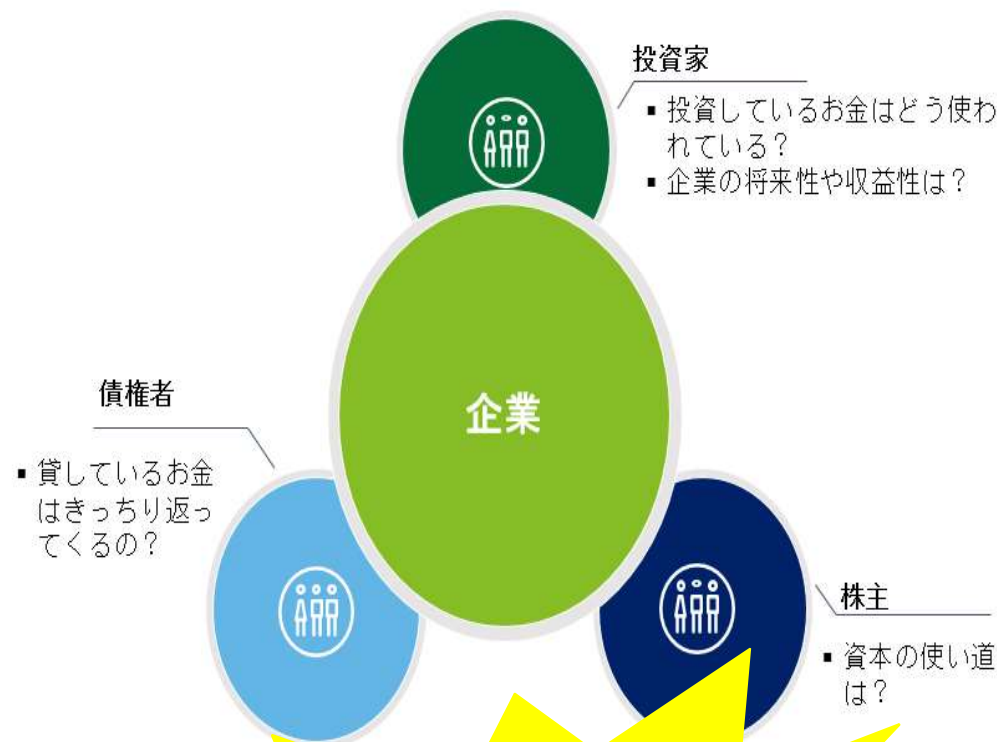 投資家
▪ 投資しているお金はどう使わ
れている？
▪ 企業の将来性や収益性は？
企業
債権者
▪ 貸しているお金
はきっちり返っ
てくるの？
株主
▪ 資本の使い道
は？